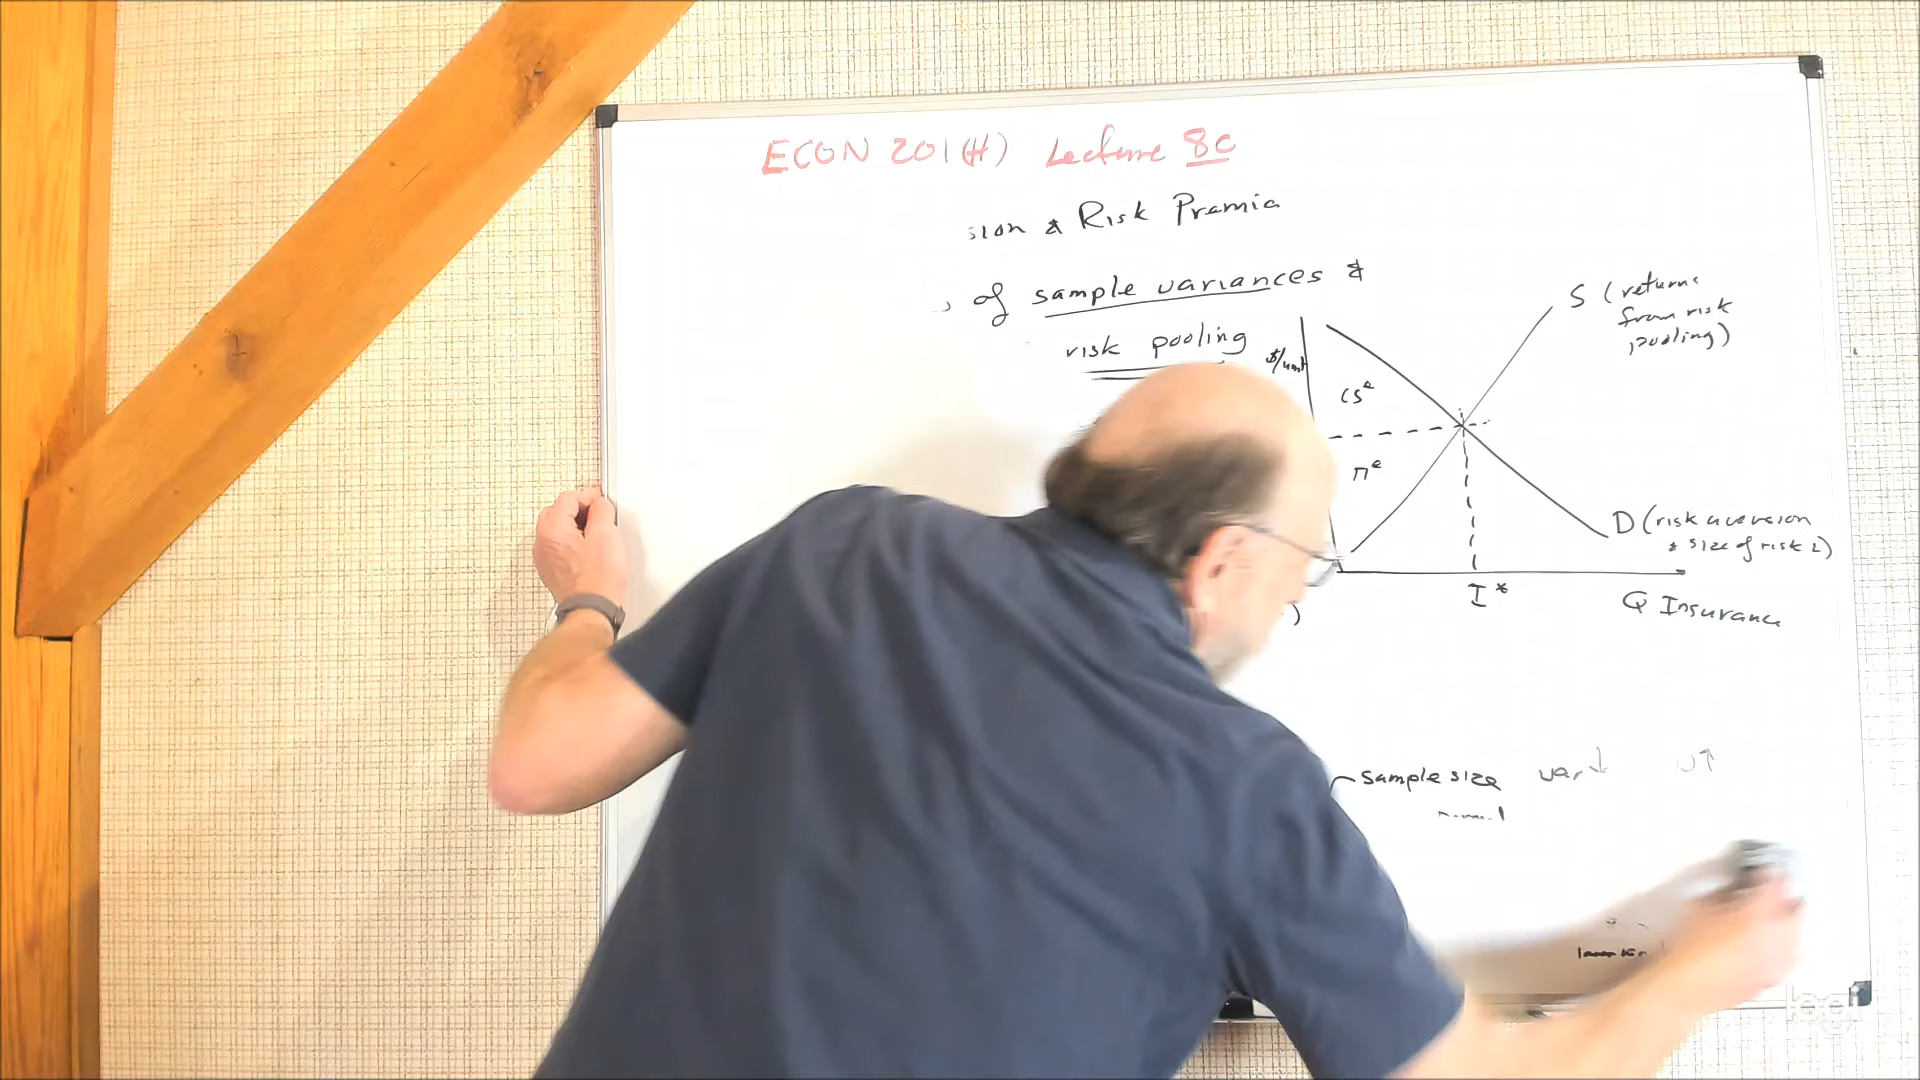 ECON 201(H) Lecture 8c
sion & Risk Premia
of sample variances &
risk pooling
$/unit
S (returns
from risk
pooling)
CS^e
π^e
D (risk aversion
& size of risk L)
I*
Q Insurance
)
sample size var↓ ↑